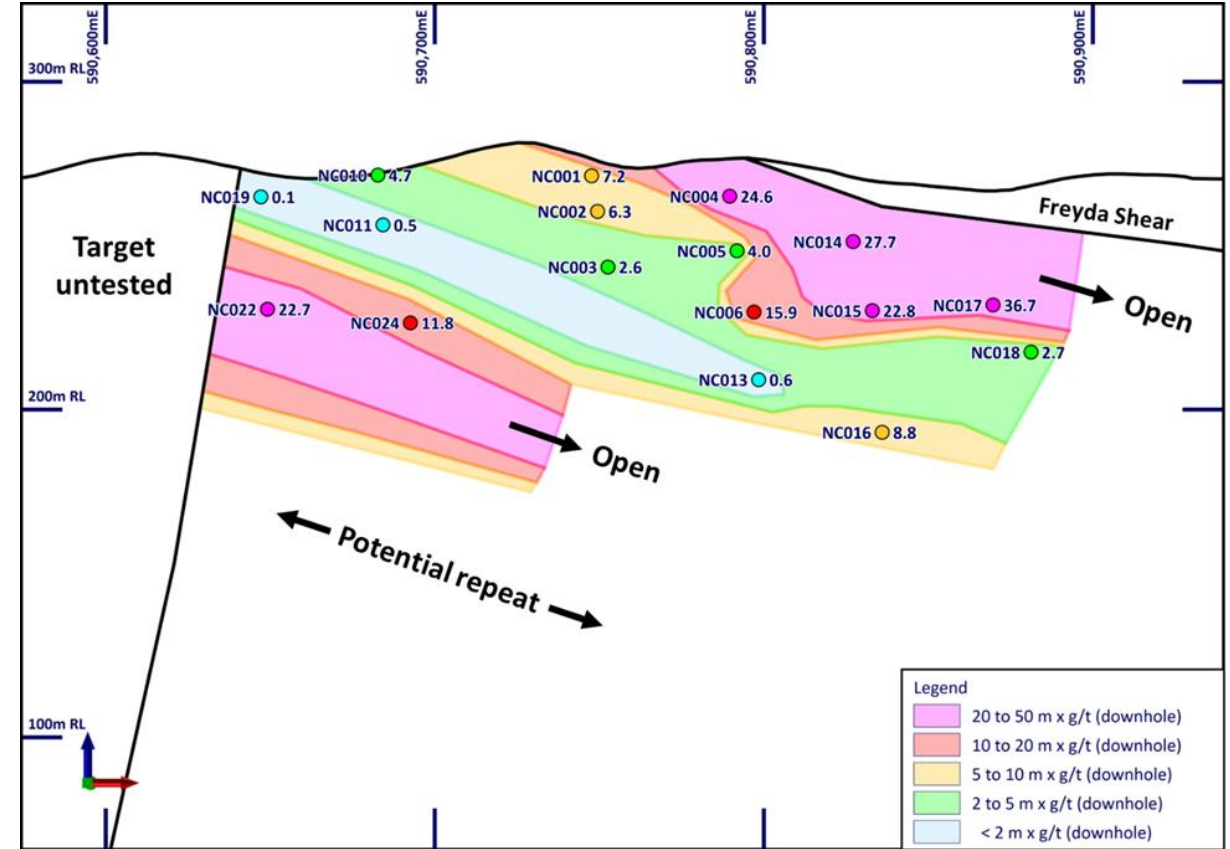 590,600mE
590,700mE
590,800mE
590,900mE
300m RL
NC010 4.7
NC001 7.2
NC019 0.1
NC004 24.6
NC002 6.3
Freyda Shear
NC011 0.5
Target
untested
NC014 27.7
NC005 4.0
NC003 2.6
NC022 22.7
NC024 11.8
NC006 15.9
NC015 22.8
NC017 36.7
Open
NC018 2.7
NC013 0.6
200m RL
NC016 8.8
Open
Potential repeat
100m RL
Legend
20 to 50 m x g/t (downhole)
10 to 20 m x g/t (downhole)
5 to 10 m x g/t (downhole)
2 to 5 m x g/t (downhole)
< 2 m x g/t (downhole)